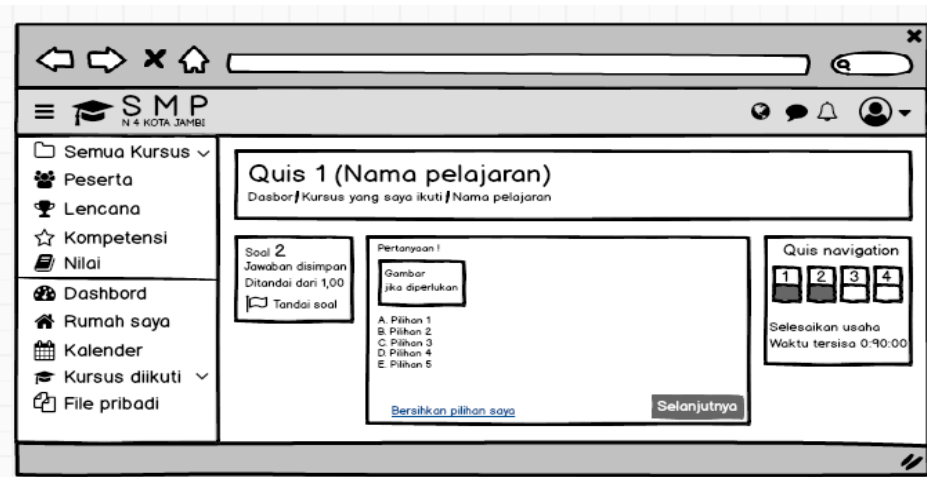 SMP
N 4 KOTA JAMBI
Semua Kursus
Peserta
Lencana
Kompetensi
Nilai
Dashbord
Rumah saya
Kalender
Kursus diikuti
File pribadi
Quis 1 (Nama pelajaran)
Dasbor/Kursus yang saya ikuti/Nama pelajaran
Soal 2
Jawaban disimpan
Ditandai dari 1,00
Tandai soal
Pertanyaan !
Gambar
jika diperlukan
A. Pilihan 1
B. Pilihan 2
C. Pilihan 3
D. Pilihan 4
E. Pilihan 5
Bersihkan pilihan saya
Selanjutnya
Quis navigation
1 2 3 4
Selesaikan usaha
Waktu tersisa 0:90:00